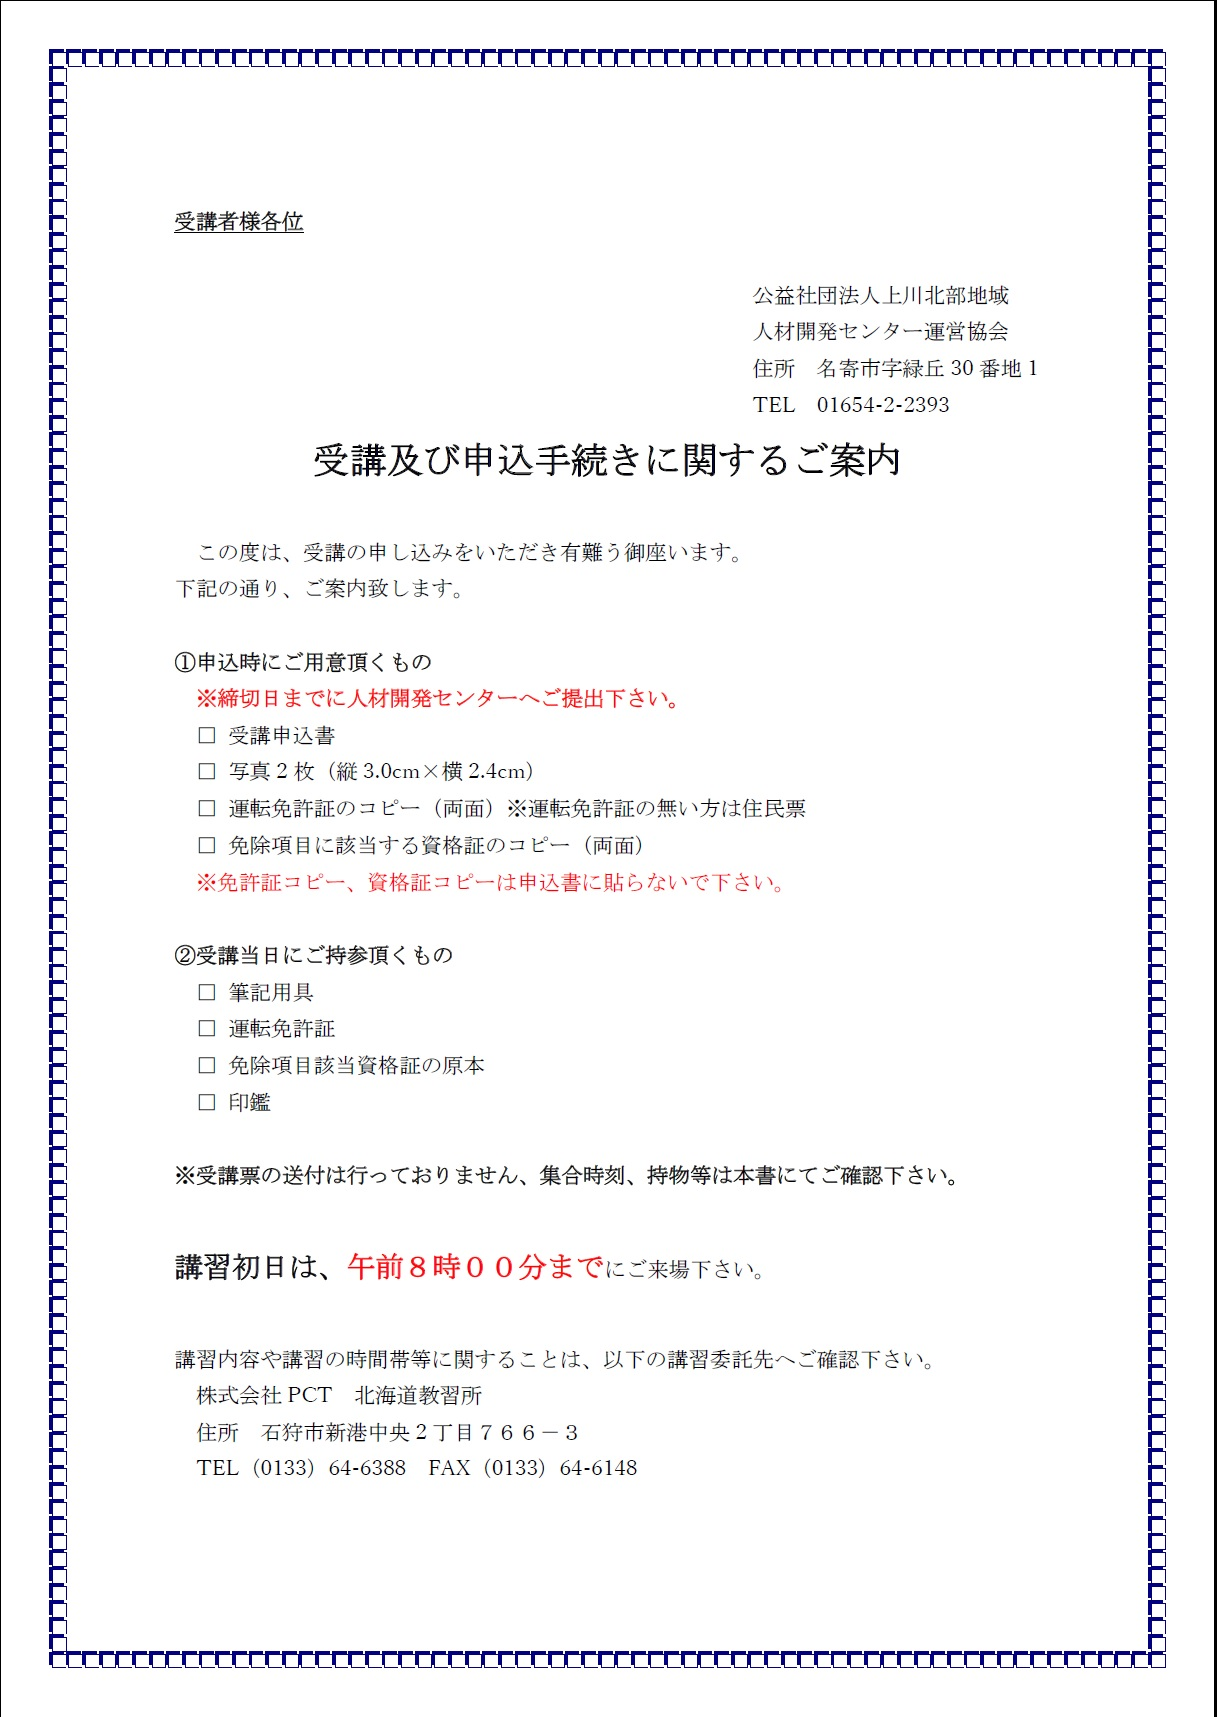 受講者様各位
公益社団法人上川北部地域
人材開発センター運営協会
住所　名寄市字緑丘 30 番地 1
TEL　01654-2-2393
受講及び申込手続きに関するご案内
この度は、受講の申し込みをいただき有難う御座います。
下記の通り、ご案内致します。
①申込時にご用意頂くもの
※締切日までに人材開発センターへご提出下さい。
□ 受講申込書
□ 写真 2 枚（縦 3.0cm×横 2.4cm）
□ 運転免許証のコピー（両面）※運転免許証の無い方は住民票
□ 免除項目に該当する資格証のコピー（両面）
※免許証コピー、資格証コピーは申込書に貼らないで下さい。
②受講当日にご持参頂くもの
□ 筆記用具
□ 運転免許証
□ 免除項目該当資格証の原本
□ 印鑑
※受講票の送付は行っておりません、集合時刻、持物等は本書にてご確認下さい。
講習初日は、午前８時００分までにご来場下さい。
講習内容や講習の時間帯等に関することは、以下の講習委託先へご確認下さい。
株式会社 PCT　北海道教習所
住所　石狩市新港中央 2 丁目７６６－３
TEL（0133）64-6388　FAX（0133）64-6148